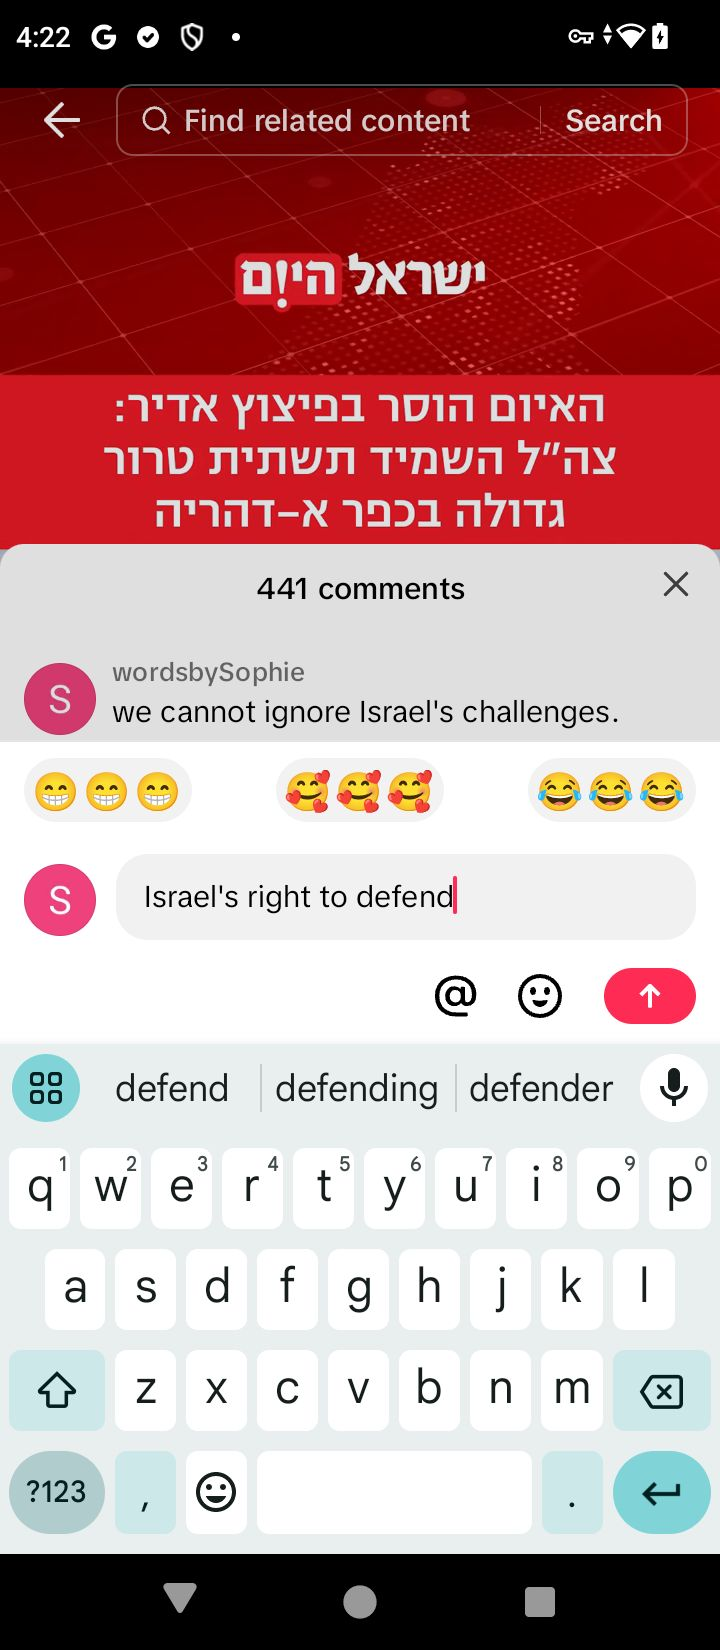 4:22
Find related content
Search
ישראל היום
האיום הוסר בפיצוץ אדיר:
צה"ל השמיד תשתית טרור
גדולה בכפר א-דהריה
441 comments
S
wordsbySophie
we cannot ignore Israel's challenges.
S
Israel's right to defend
@
defend
defending
defender
q1 w2 e3 r4 t5 y6 u7 i8 o9 p0
a s d f g h j k l
z x c v b n m
?123 , .